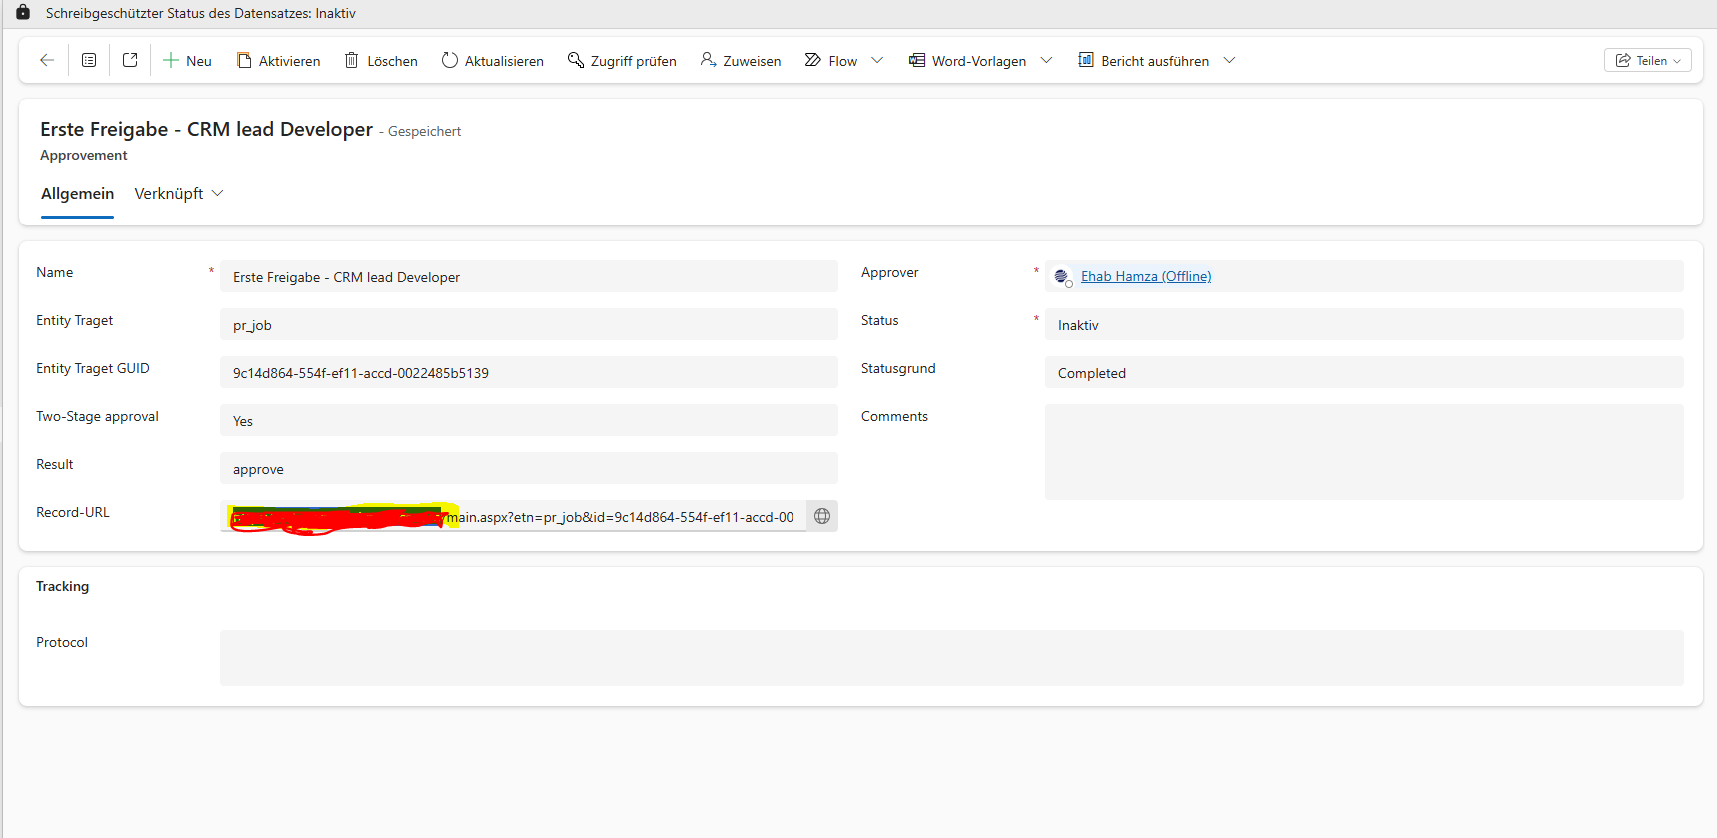 Schreibgeschützter Status des Datensatzes: Inaktiv
Neu Aktivieren Löschen Aktualisieren Zugriff prüfen Zuweisen Flow Word-Vorlagen Bericht ausführen Teilen
Erste Freigabe - CRM lead Developer - Gespeichert
Approvement
Allgemein Verknüpft
Name * Erste Freigabe - CRM lead Developer
Entity Traget pr_job
Entity Traget GUID 9c14d864-554f-ef11-accd-0022485b5139
Two-Stage approval Yes
Result approve
Record-URL /main.aspx?etn=pr_job&id=9c14d864-554f-ef11-accd-00
Approver * Ehab Hamza (Offline)
Status * Inaktiv
Statusgrund Completed
Comments
Tracking
Protocol